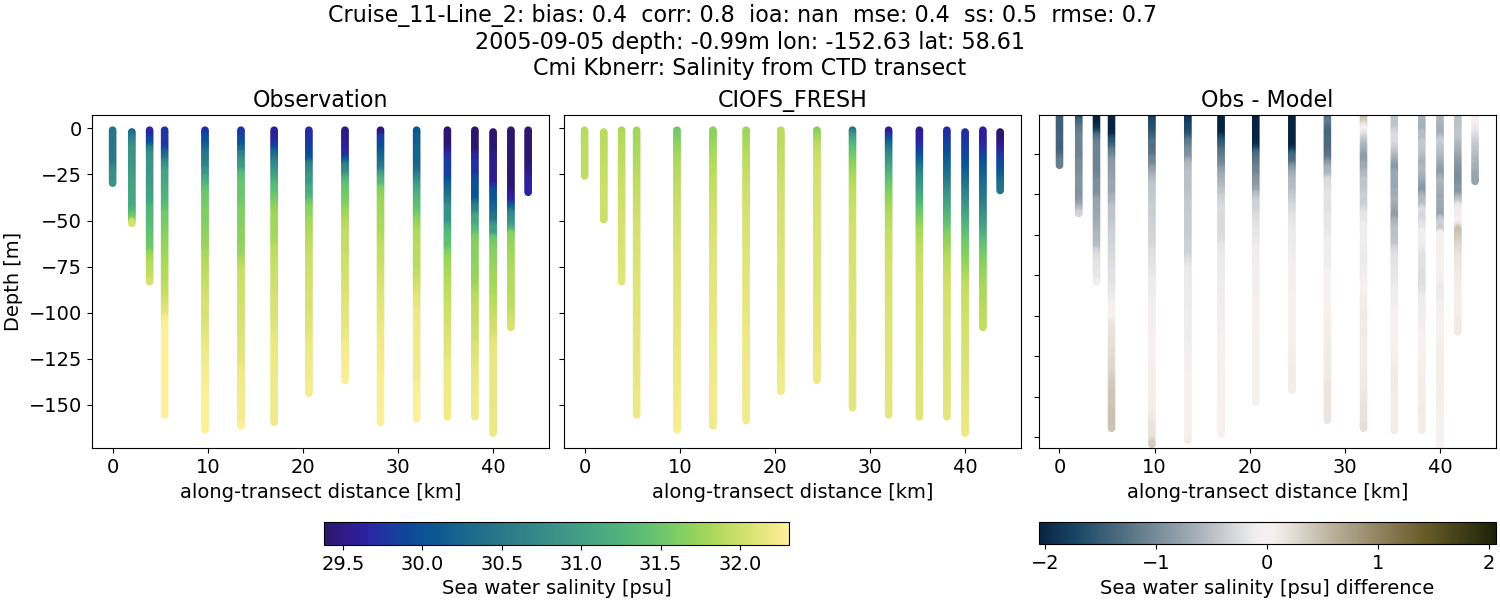 Cruise_11-Line_2: bias: 0.4  corr: 0.8  ioa: nan  mse: 0.4  ss: 0.5  rmse: 0.7
2005-09-05 depth: -0.99m lon: -152.63 lat: 58.61
Cmi Kbnerr: Salinity from CTD transect
Observation
CIOFS_FRESH
Obs - Model
Depth [m]
0
−25
−50
−75
−100
−125
−150
0 10 20 30 40
0 10 20 30 40
0 10 20 30 40
along-transect distance [km]
along-transect distance [km]
along-transect distance [km]
29.5 30.0 30.5 31.0 31.5 32.0
Sea water salinity [psu]
−2 −1 0 1 2
Sea water salinity [psu] difference